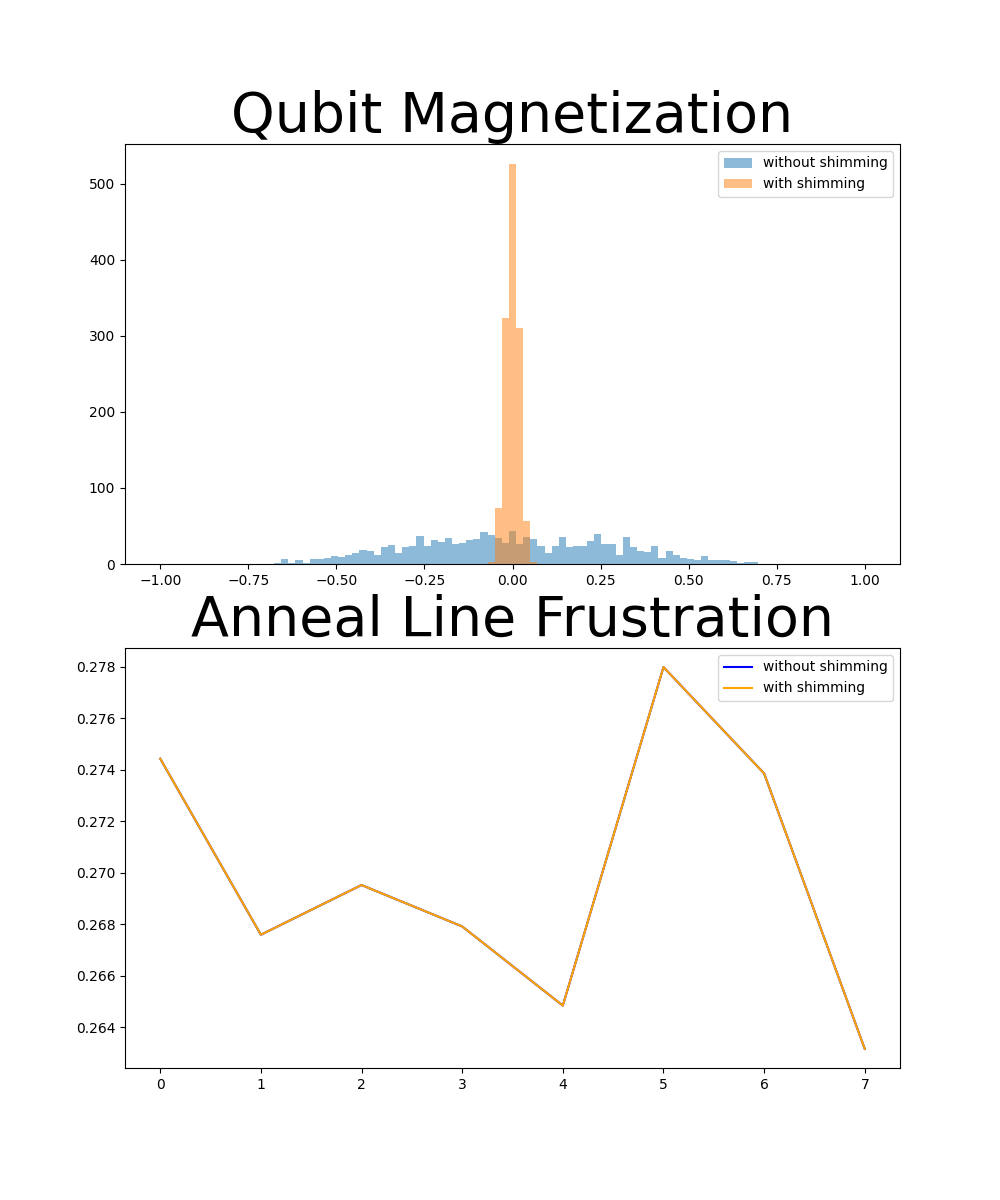 Qubit Magnetization
without shimming
with shimming
500
400
300
200
100
0
−1.00 −0.75 −0.50 −0.25 0.00 0.25 0.50 0.75 1.00
Anneal Line Frustration
without shimming
with shimming
0.278
0.276
0.274
0.272
0.270
0.268
0.266
0.264
0 1 2 3 4 5 6 7